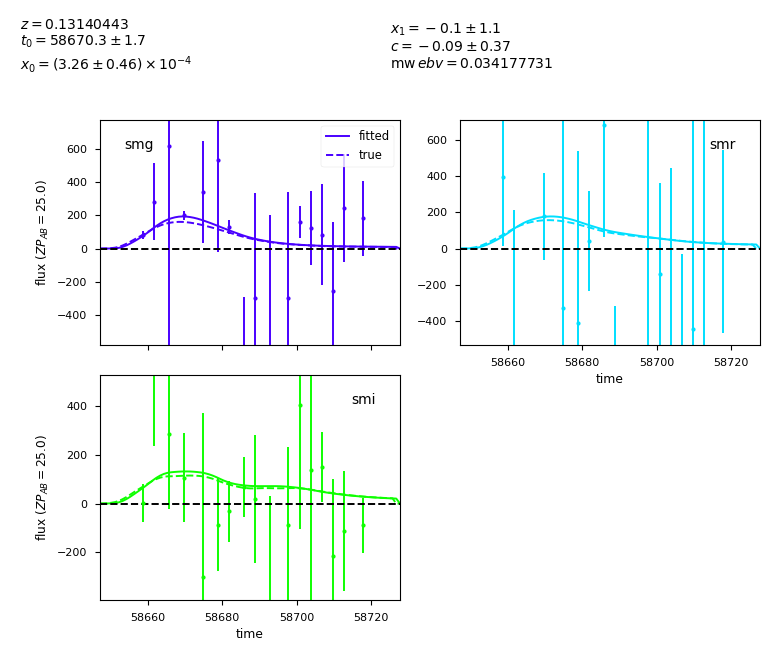 z = 0.13140443
t₀ = 58670.3 ± 1.7
x₀ = (3.26 ± 0.46) × 10⁻⁴
x₁ = −0.1 ± 1.1
c = −0.09 ± 0.37
mw ebv = 0.034177731
smg
fitted
true
600
400
200
0
−200
−400
flux (ZP_AB = 25.0)
smr
600
400
200
0
−200
−400
58660 58680 58700 58720
time
smi
400
200
0
−200
flux (ZP_AB = 25.0)
58660 58680 58700 58720
time